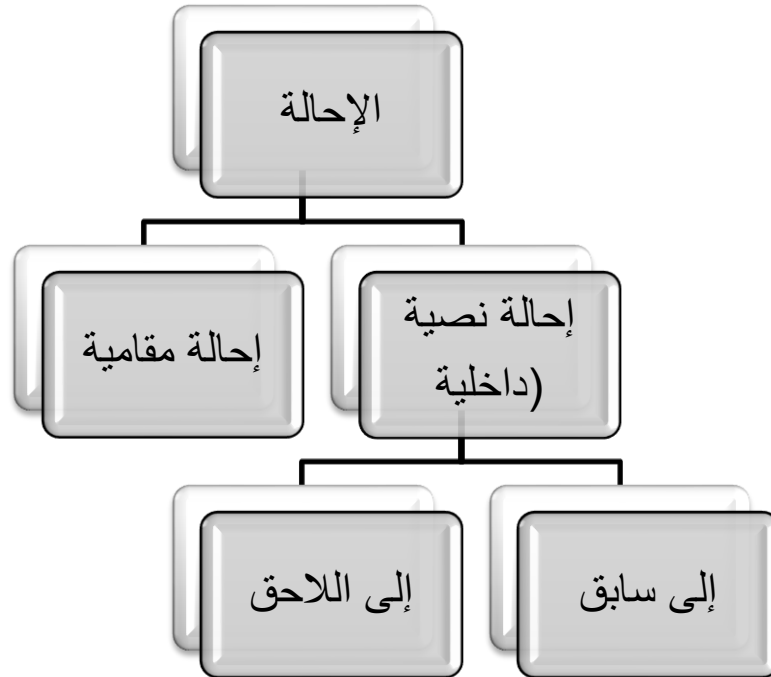 الإحالة
إحالة نصية
(داخلية
إحالة مقامية
إلى سابق
إلى اللاحق